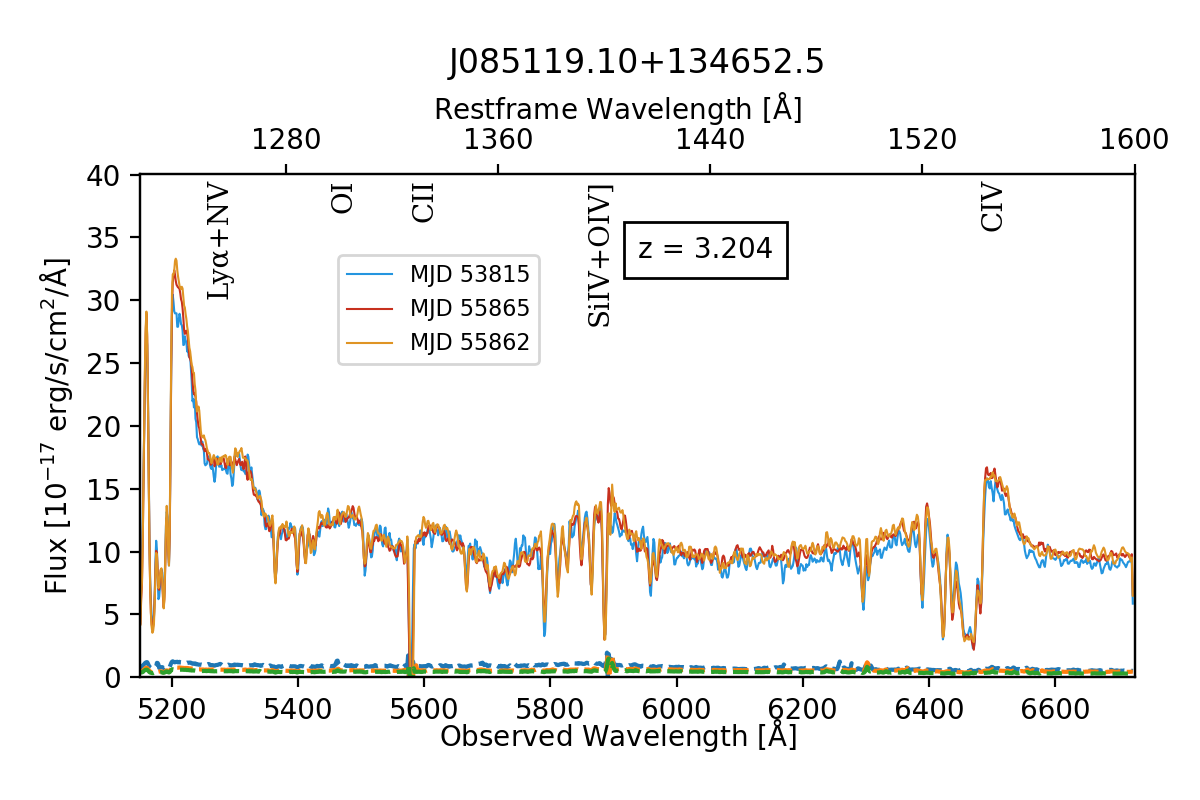 J085119.10+134652.5
Restframe Wavelength [Å]
1280 1360 1440 1520 1600
40
35
30
25
20
15
10
5
0
Flux [10⁻¹⁷ erg/s/cm²/Å]
Lyα+NV
OI
CII
SiIV+OIV]
CIV
z = 3.204
MJD 53815
MJD 55865
MJD 55862
5200 5400 5600 5800 6000 6200 6400 6600
Observed Wavelength [Å]